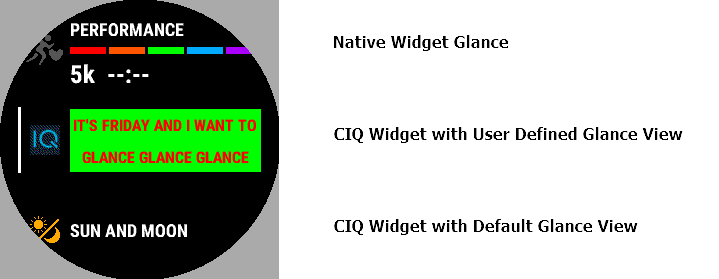 PERFORMANCE
Native Widget Glance
5k --:--
IQ
IT'S FRIDAY AND I WANT TO
GLANCE GLANCE GLANCE
CIQ Widget with User Defined Glance View
SUN AND MOON
CIQ Widget with Default Glance View